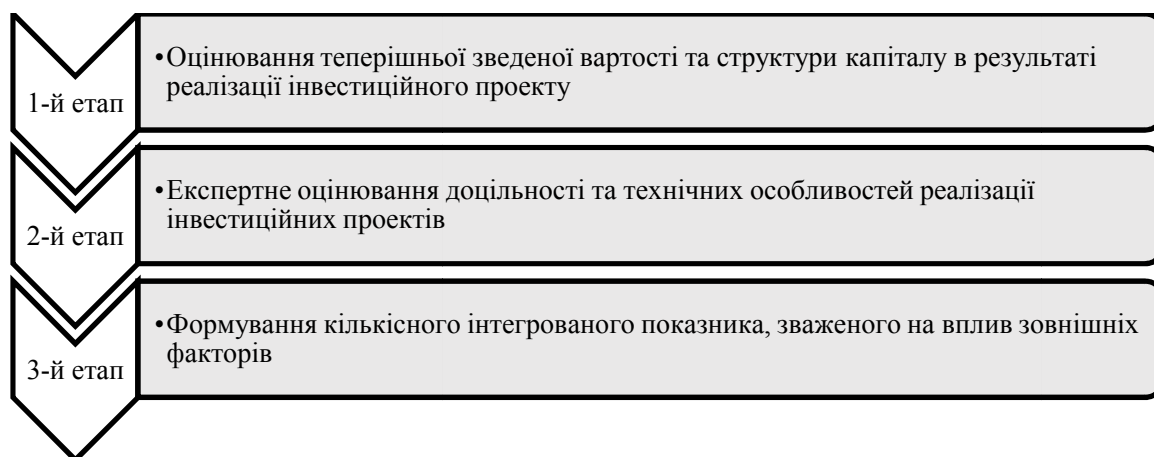 1-й етап
•Оцінювання теперішньої зведеної вартості та структури капіталу в результаті
реалізації інвестиційного проекту
2-й етап
•Експертне оцінювання доцільності та технічних особливостей реалізації
інвестиційних проектів
3-й етап
•Формування кількісного інтегрованого показника, зваженого на вплив зовнішніх
факторів